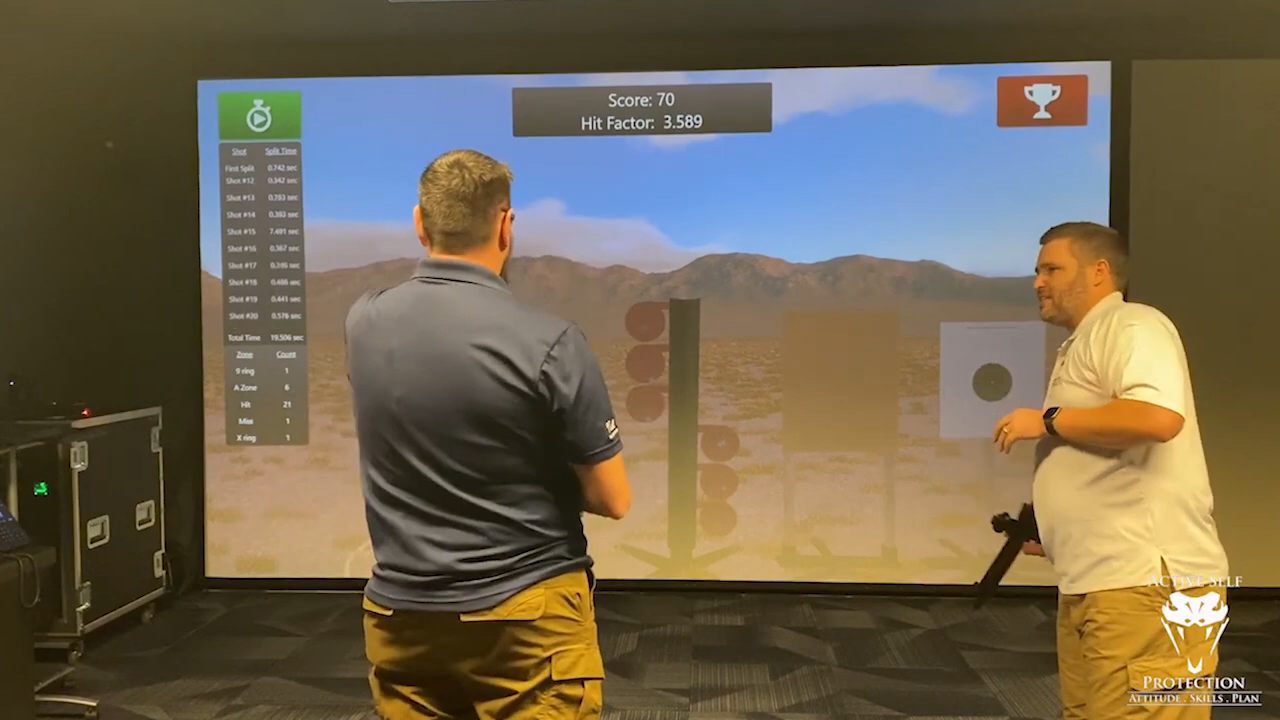 Score: 70
Hit Factor: 3.589
Shot Split Time
First Split 0.742 sec
Shot #12 0.342 sec
Shot #13 0.783 sec
Shot #14 0.383 sec
Shot #15 7.491 sec
Shot #16 0.367 sec
Shot #17
Shot #18
Shot #19 0.441 sec
Shot #20 0.576 sec
Total Time 19.506 sec
Zone Count
9 ring 1
A Zone 6
Hit 21
Miss 1
X ring 1
ACTIVE SELF
PROTECTION
ATTITUDE . SKILLS . PLAN